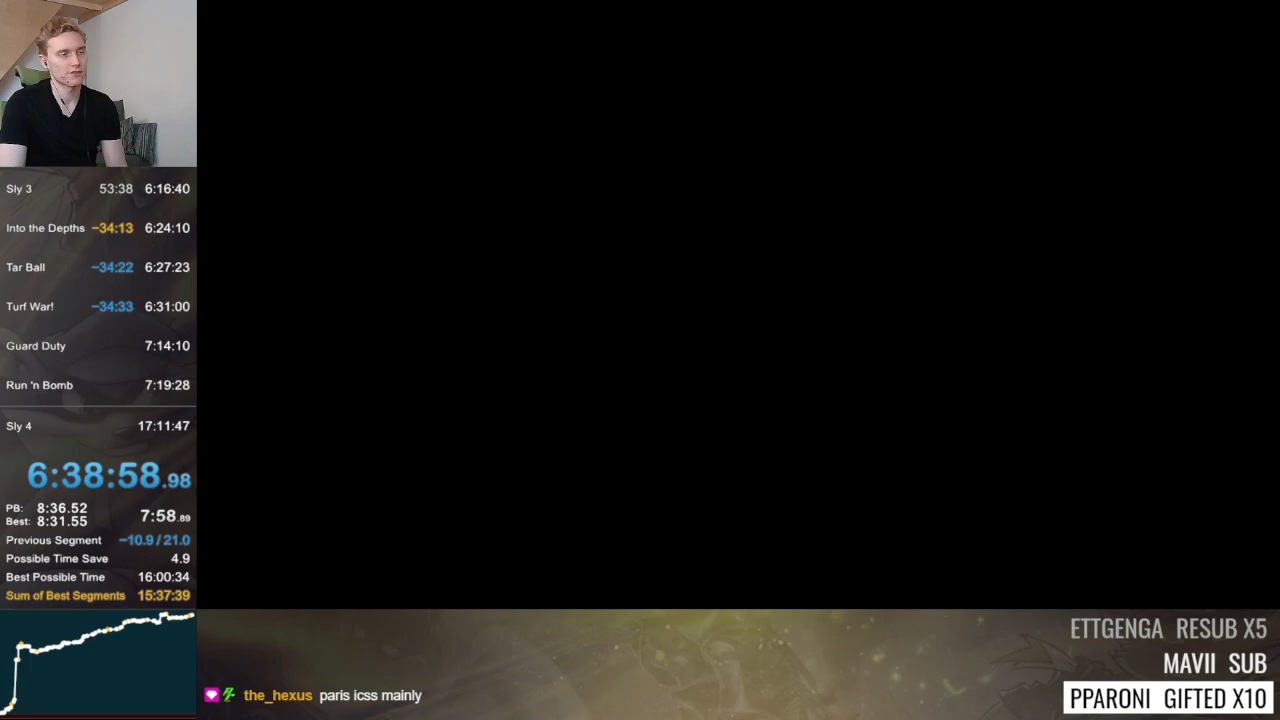 Sly 3 53:38 6:16:40
Into the Depths −34:13 6:24:10
Tar Ball −34:22 6:27:23
Turf War! −34:33 6:31:00
Guard Duty 7:14:10
Run 'n Bomb 7:19:28
Sly 4 17:11:47
6:38:58.98
PB: 8:36.52
Best: 8:31.55
7:58.89
Previous Segment −10.9 / 21.0
Possible Time Save 4.9
Best Possible Time 16:00:34
Sum of Best Segments 15:37:39
ETTGENGA RESUB X5
MAVII SUB
PPARONI GIFTED X10
the_hexus paris icss mainly